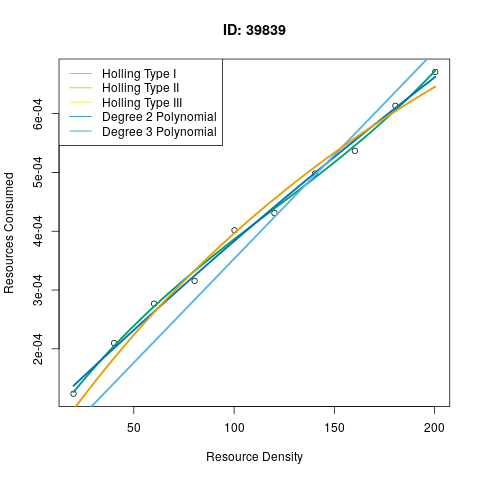 ID: 39839
Holling Type I
Holling Type II
Holling Type III
Degree 2 Polynomial
Degree 3 Polynomial
Resources Consumed
6e-04
5e-04
4e-04
3e-04
2e-04
50
100
150
200
Resource Density